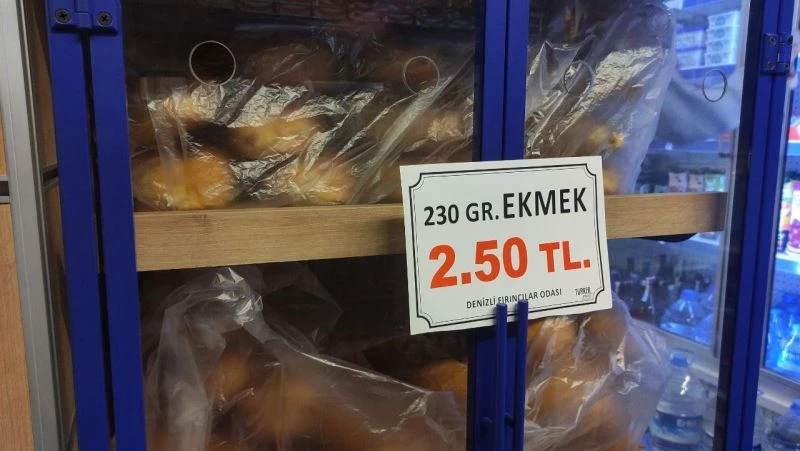 230 GR. EKMEK
2.50 TL.
DENİZLİ FIRINCILAR ODASI